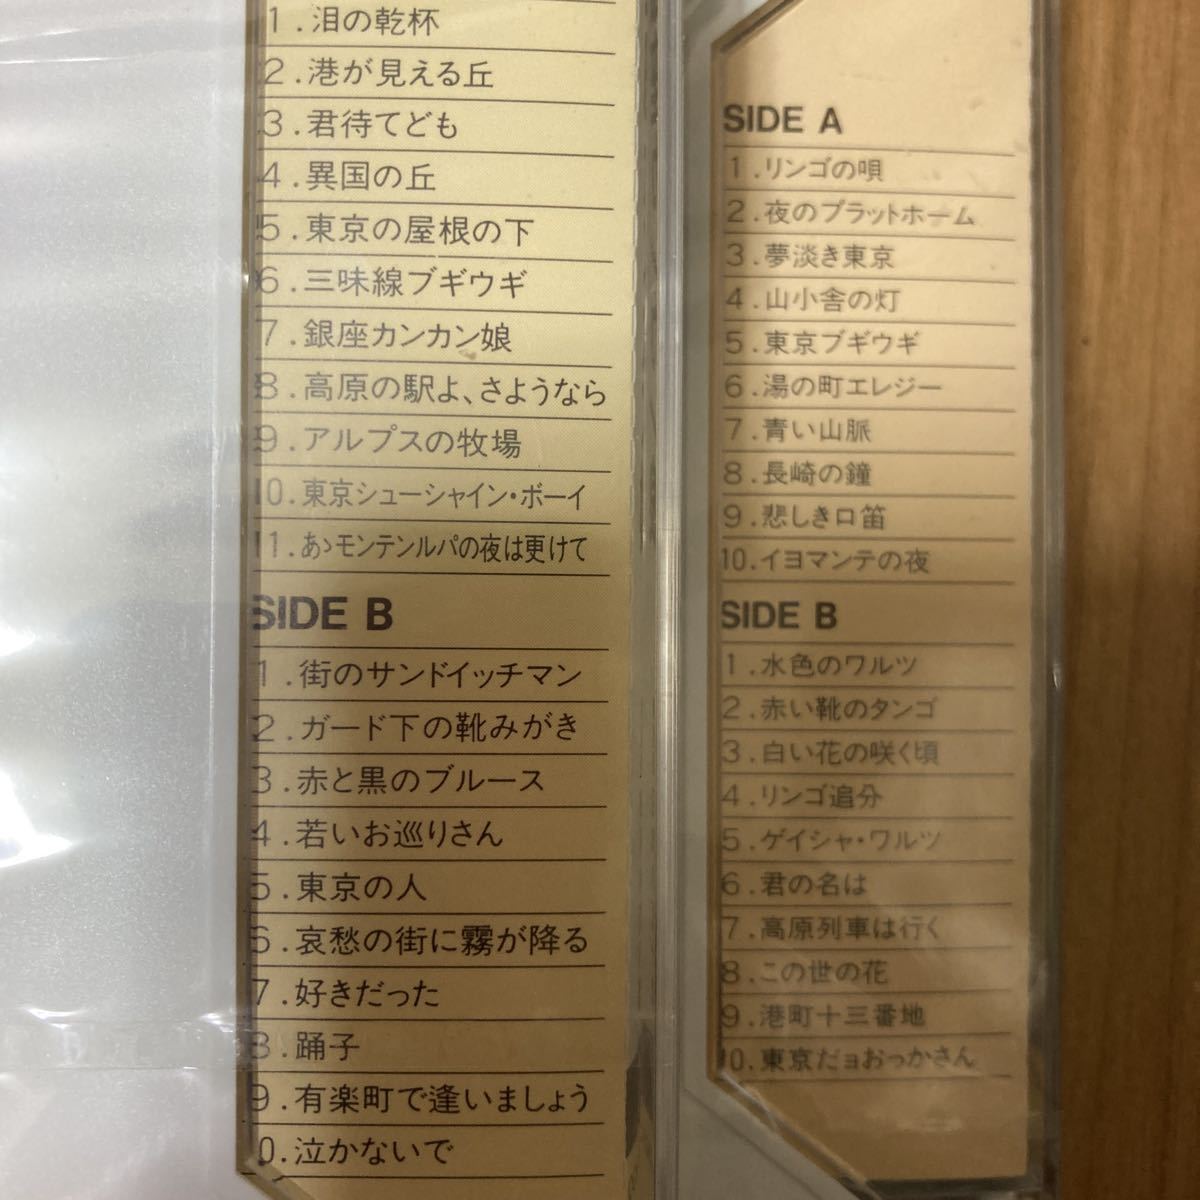 1.泪の乾杯
2.港が見える丘
3.君待てども
4.異国の丘
5.東京の屋根の下
6.三味線ブギウギ
7.銀座カンカン娘
8.高原の駅よ、さようなら
9.アルプスの牧場
10.東京シューシャイン・ボーイ
11.あゝモンテンルパの夜は更けて
SIDE B
1.街のサンドイッチマン
2.ガード下の靴みがき
3.赤と黒のブルース
4.若いお巡りさん
5.東京の人
6.哀愁の街に霧が降る
7.好きだった
8.踊子
9.有楽町で逢いましょう
10.泣かないで
SIDE A
1.リンゴの唄
2.夜のプラットホーム
3.夢淡き東京
4.山小舎の灯
5.東京ブギウギ
6.湯の町エレジー
7.青い山脈
8.長崎の鐘
9.悲しき口笛
10.イヨマンテの夜
SIDE B
1.水色のワルツ
2.赤い靴のタンゴ
3.白い花の咲く頃
4.リンゴ追分
5.ゲイシャ・ワルツ
6.君の名は
7.高原列車は行く
8.この世の花
9.港町十三番地
10.東京だョおっかさん